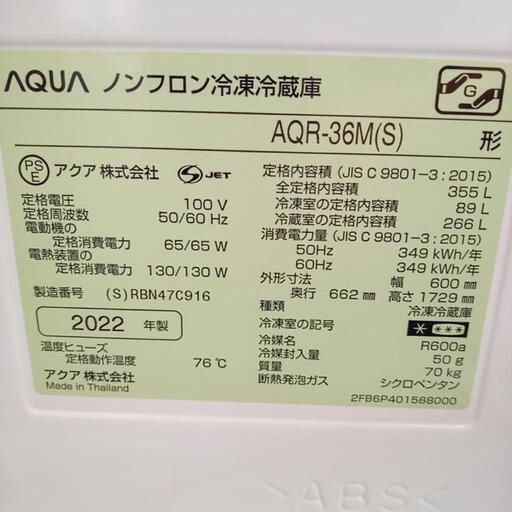 AQUA ノンフロン冷凍冷蔵庫
G
AQR-36M(S) 形
PS E アクア株式会社 S JET
定格電圧 100 V
定格周波数 50/60 Hz
電動機の
定格消費電力 65/65 W
電熱装置の
定格消費電力 130/130 W
製造番号 (S)RBN47C916
2022 年製
温度ヒューズ
定格動作温度 76℃
アクア株式会社
Made in Thailand
定格内容積(JIS C 9801-3:2015)
全定格内容積 355 L
冷凍室の定格内容積 89 L
冷蔵室の定格内容積 266 L
消費電力量(JIS C 9801-3:2015)
50Hz 349 kWh/年
60Hz 349 kWh/年
外形寸法 幅 600 ㎜
奥行 662 ㎜ 高さ 1729 ㎜
種類 冷凍冷蔵庫
冷凍室の記号 * ***
冷媒名 R600a
冷媒封入量 50 g
質量 70 kg
断熱発泡ガス シクロペンタン
2FB6P401588000
>ABS<